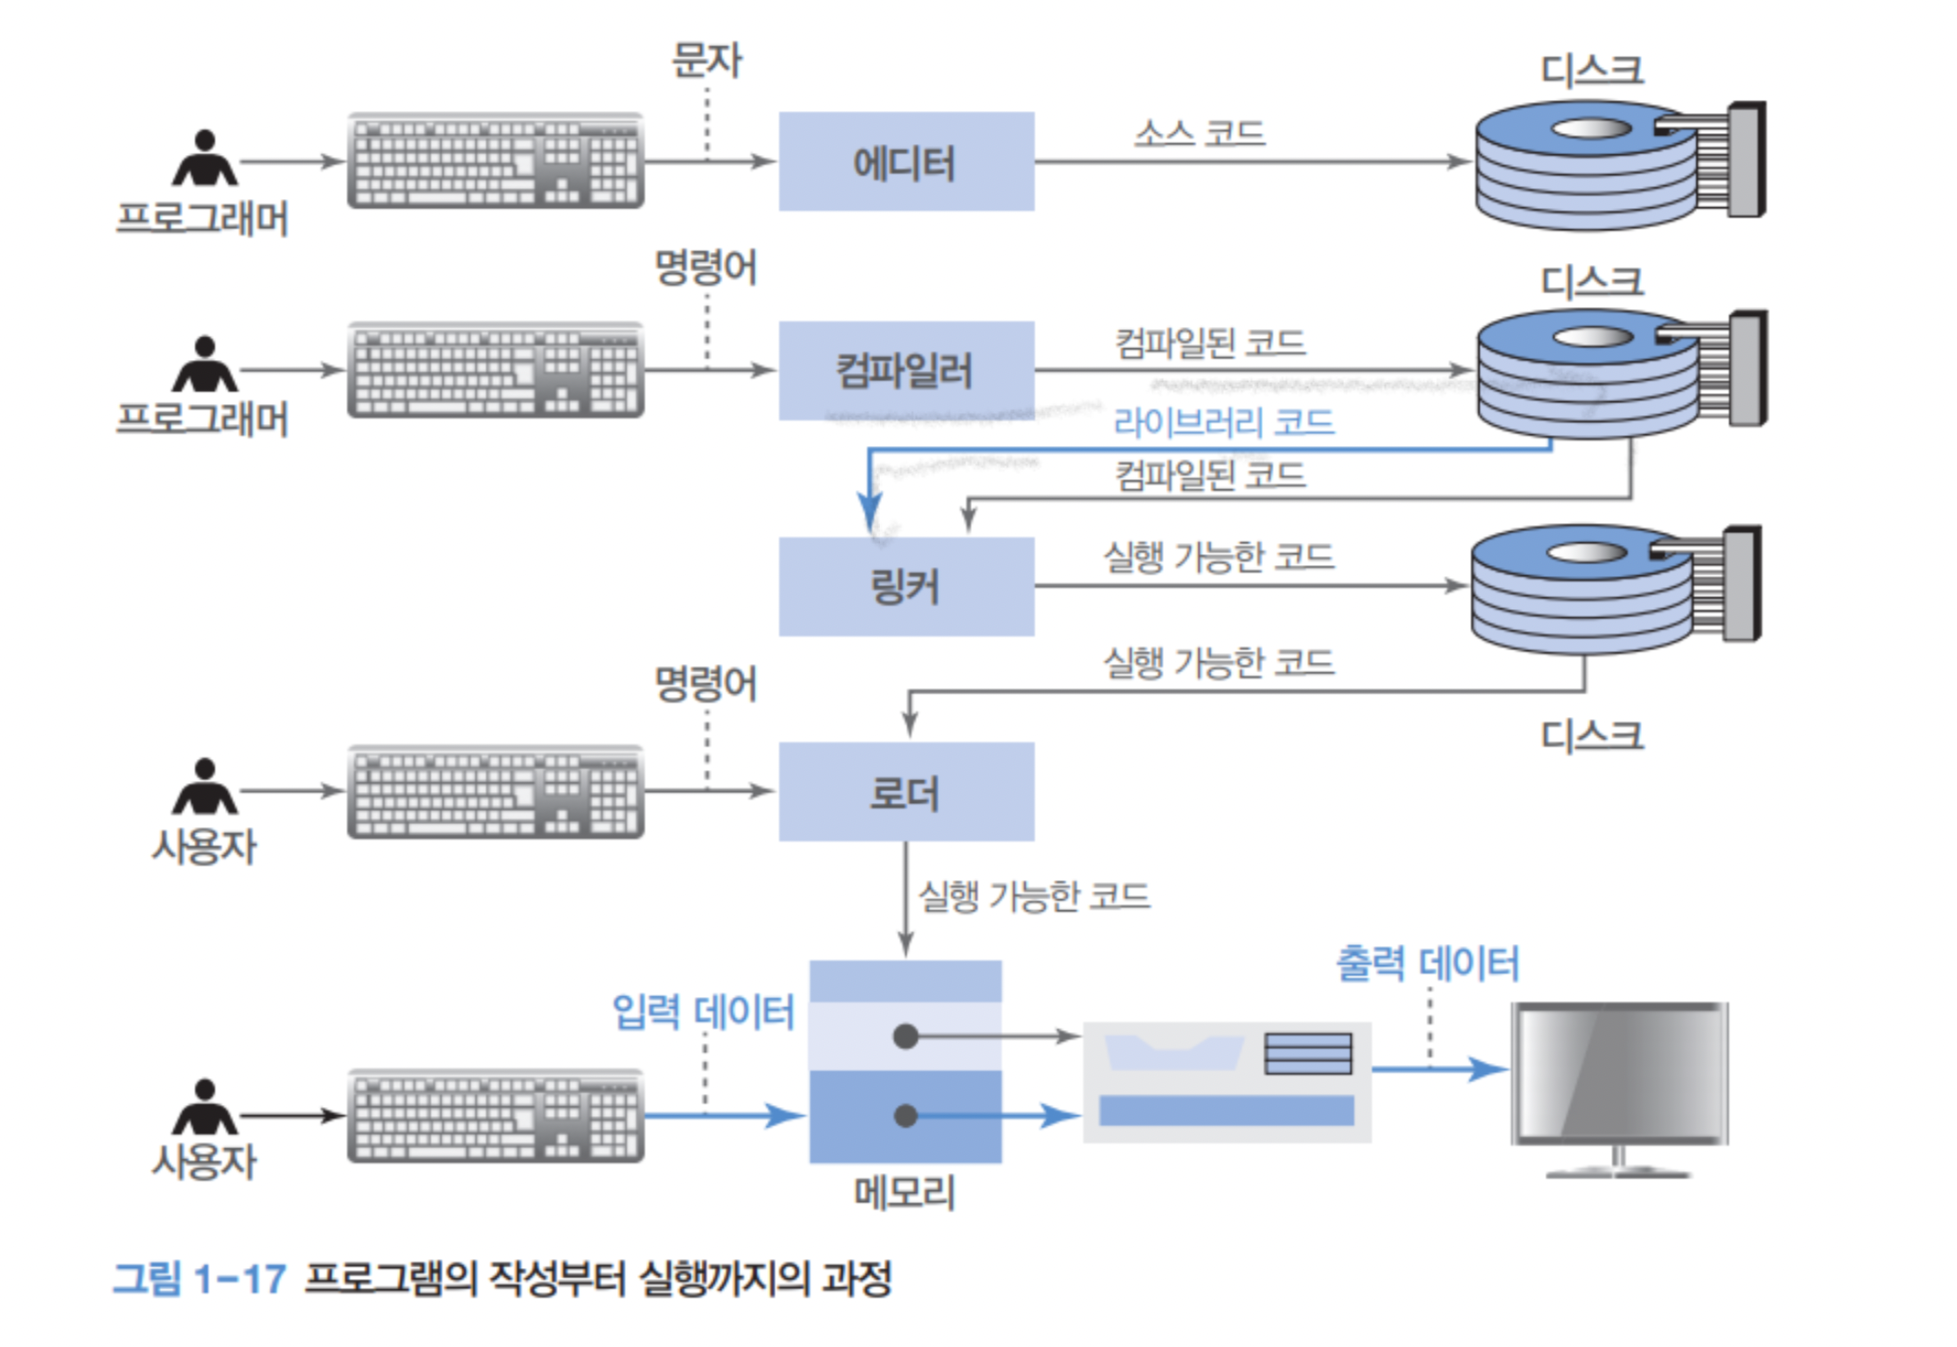 문자
디스크
소스 코드
에디터
프로그래머
명령어
디스크
컴파일된 코드
컴파일러
프로그래머
라이브러리 코드
컴파일된 코드
실행 가능한 코드
링커
실행 가능한 코드
명령어
디스크
로더
사용자
실행 가능한 코드
출력 데이터
입력 데이터
사용자
메모리
그림 1-17 프로그램의 작성부터 실행까지의 과정